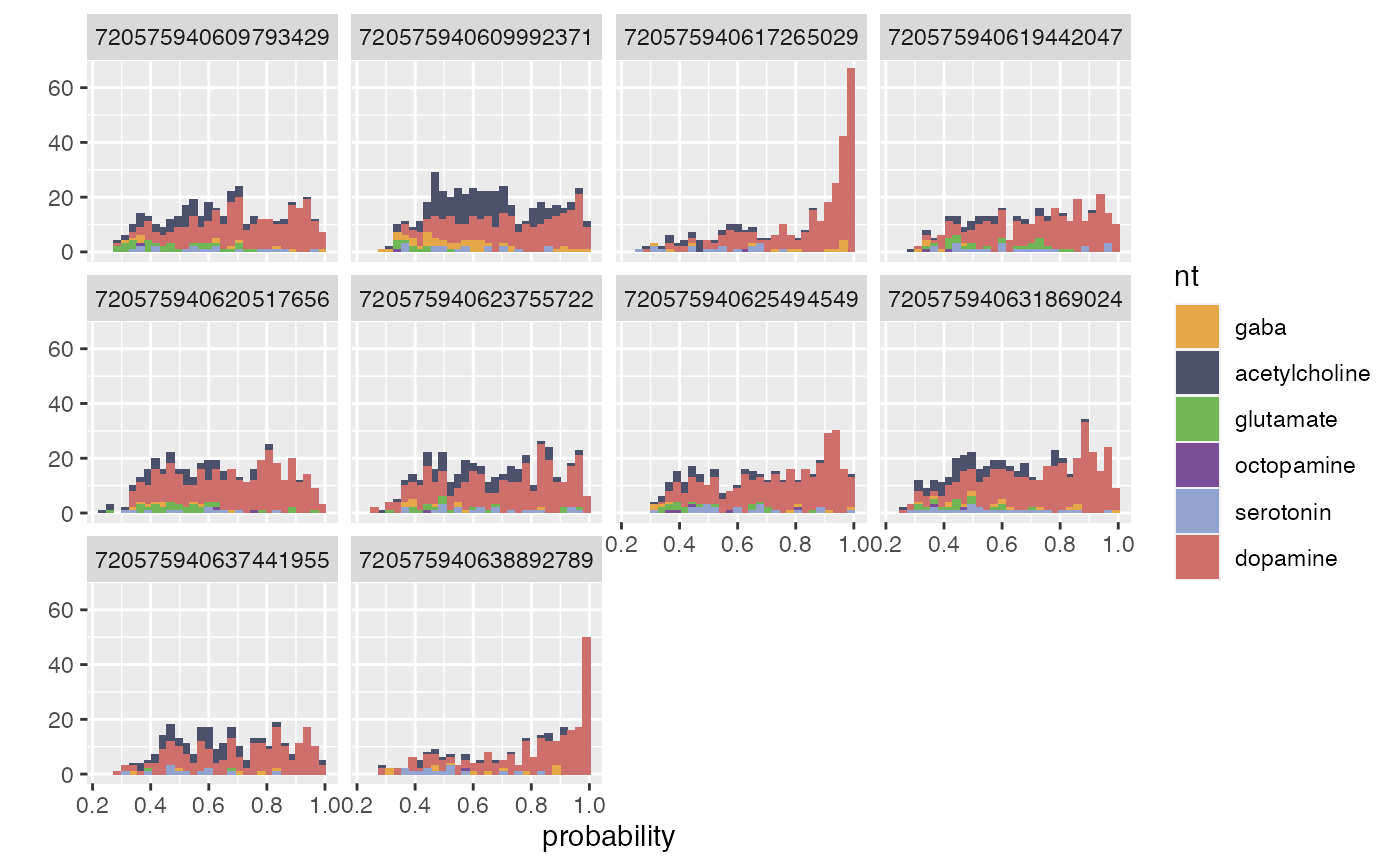 720575940609793429 720575940609992371 720575940617265029 720575940619442047
60
40
20
0
720575940620517656 720575940623755722 720575940625494549 720575940631869024
60
40
20
0
0.2 0.4 0.6 0.8 1.0 0.2 0.4 0.6 0.8 1.0
720575940637441955 720575940638892789
60
40
20
0
0.2 0.4 0.6 0.8 1.0 0.2 0.4 0.6 0.8 1.0
probability
nt
gaba
acetylcholine
glutamate
octopamine
serotonin
dopamine